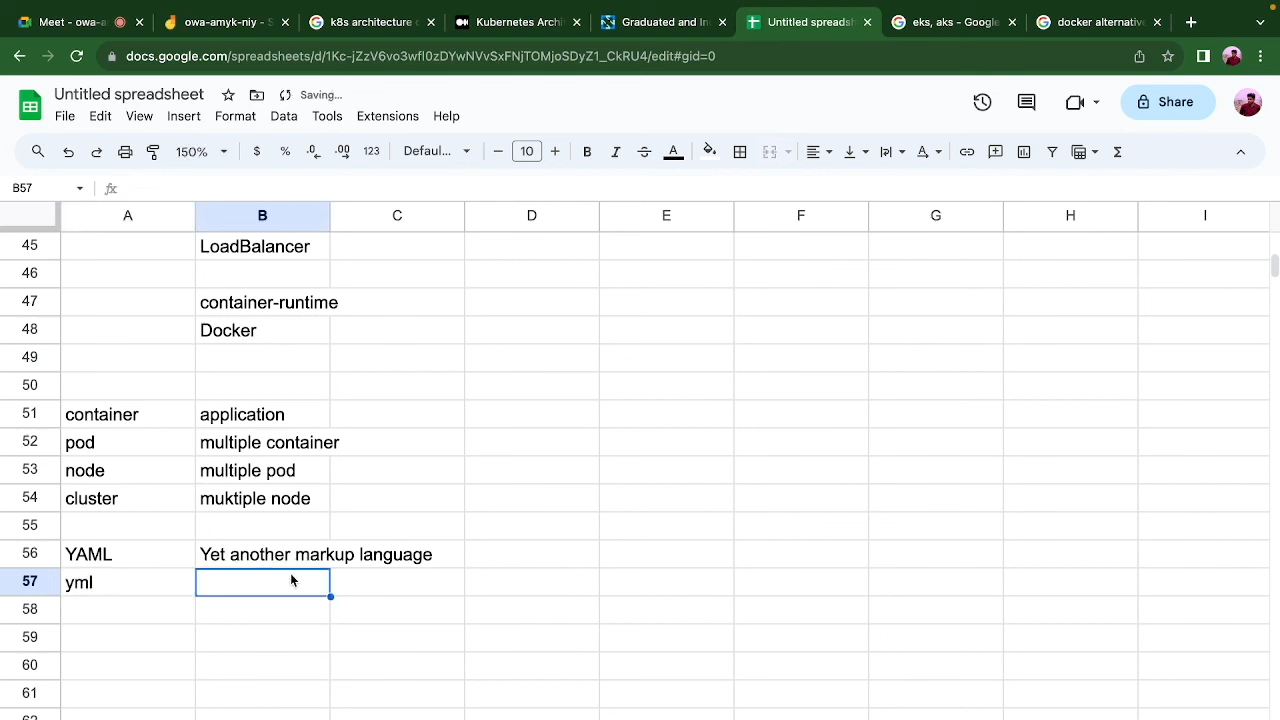 Meet - owa-amyk-niy
owa-amyk-niy - S
k8s architecture
Kubernetes Archi
Graduated and In
Untitled spreadsh
eks, aks - Google
docker alternative
docs.google.com/spreadsheets/d/1Kc-jZzV6vo3wfl0zDYwNVvSxFNjTOMjoSDyZ1_CkRU4/edit#gid=0
Untitled spreadsheet
Saving...
File Edit View Insert Format Data Tools Extensions Help
Share
150% $ % .0 .00 123 Defaul... 10 B I A Σ
B57 fx
A B C D E F G H I
45 LoadBalancer
46
47 container-runtime
48 Docker
49
50
51 container application
52 pod multiple container
53 node multiple pod
54 cluster muktiple node
55
56 YAML Yet another markup language
57 yml
58
59
60
61